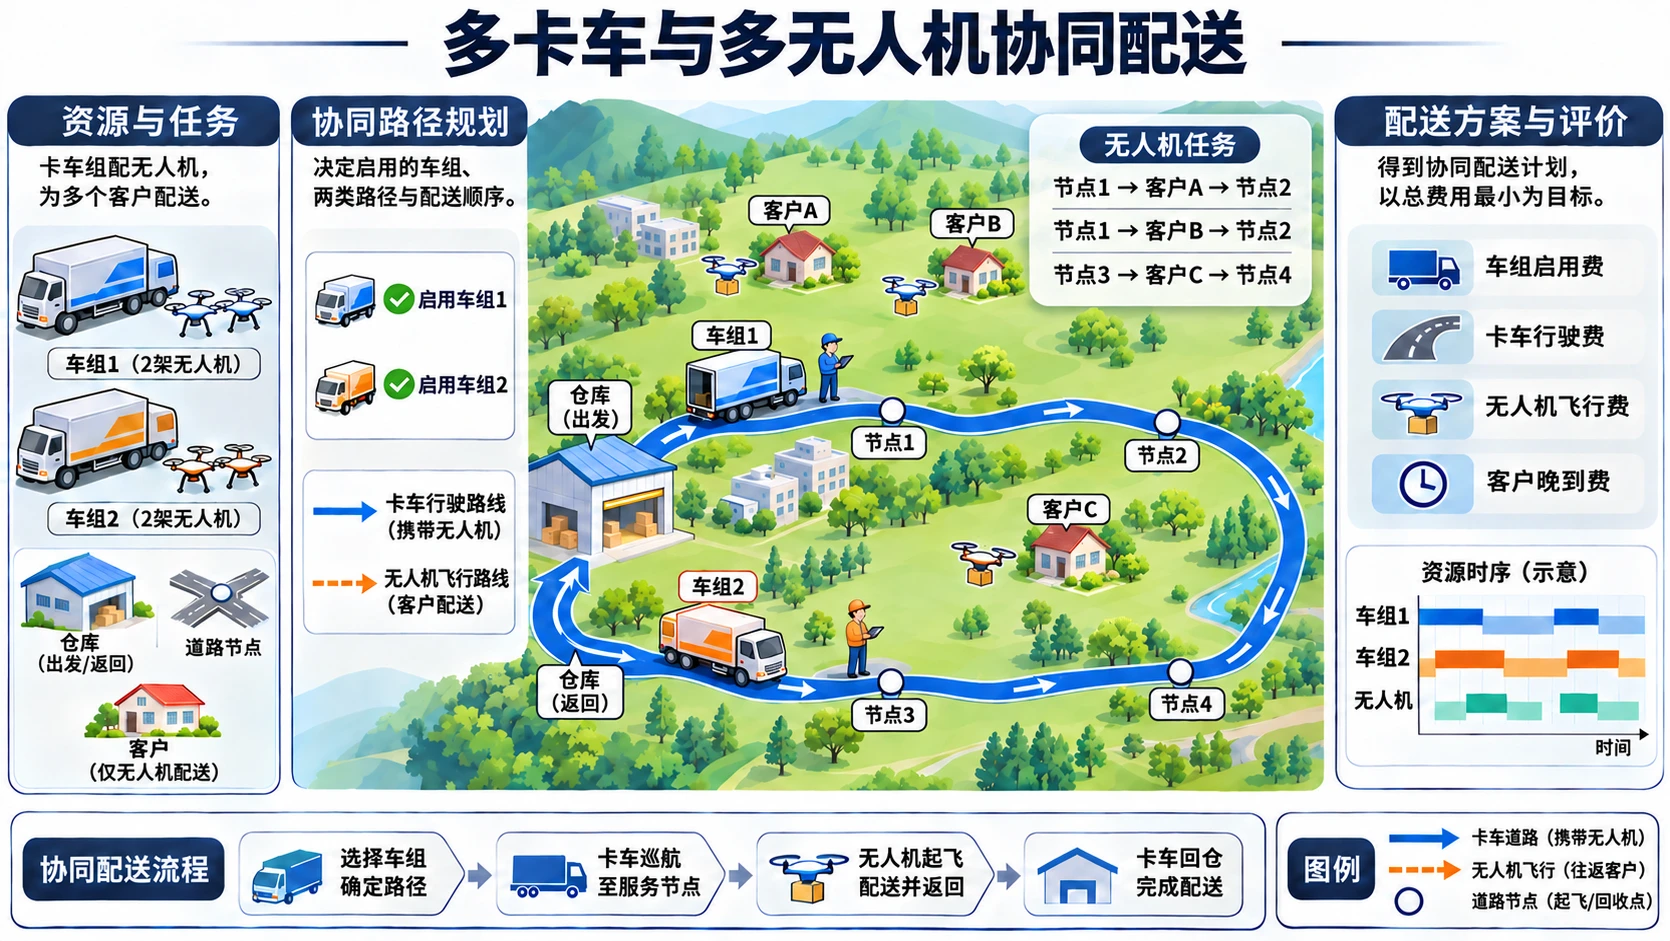 多卡车与多无人机协同配送
资源与任务
卡车组配无人机，
为多个客户配送。
车组1（2架无人机）
车组2（2架无人机）
仓库
（出发/返回）
道路节点
客户
（仅无人机配送）
协同路径规划
决定启用的车组、
两类路径与配送顺序。
启用车组1
启用车组2
卡车行驶路线
（携带无人机）
无人机飞行路线
（客户配送）
客户A
客户B
无人机任务
节点1 → 客户A → 节点2
节点1 → 客户B → 节点2
节点3 → 客户C → 节点4
车组1
仓库
（出发）
节点1
节点2
客户C
车组2
仓库
（返回）
节点3
节点4
配送方案与评价
得到协同配送计划，
以总费用最小为目标。
车组启用费
卡车行驶费
无人机飞行费
客户晚到费
资源时序（示意）
车组1
车组2
无人机
时间
协同配送流程
选择车组
确定路径
卡车巡航
至服务节点
无人机起飞
配送并返回
卡车回仓
完成配送
图例
卡车道路（携带无人机）
无人机飞行（往返客户）
道路节点（起飞/回收点）